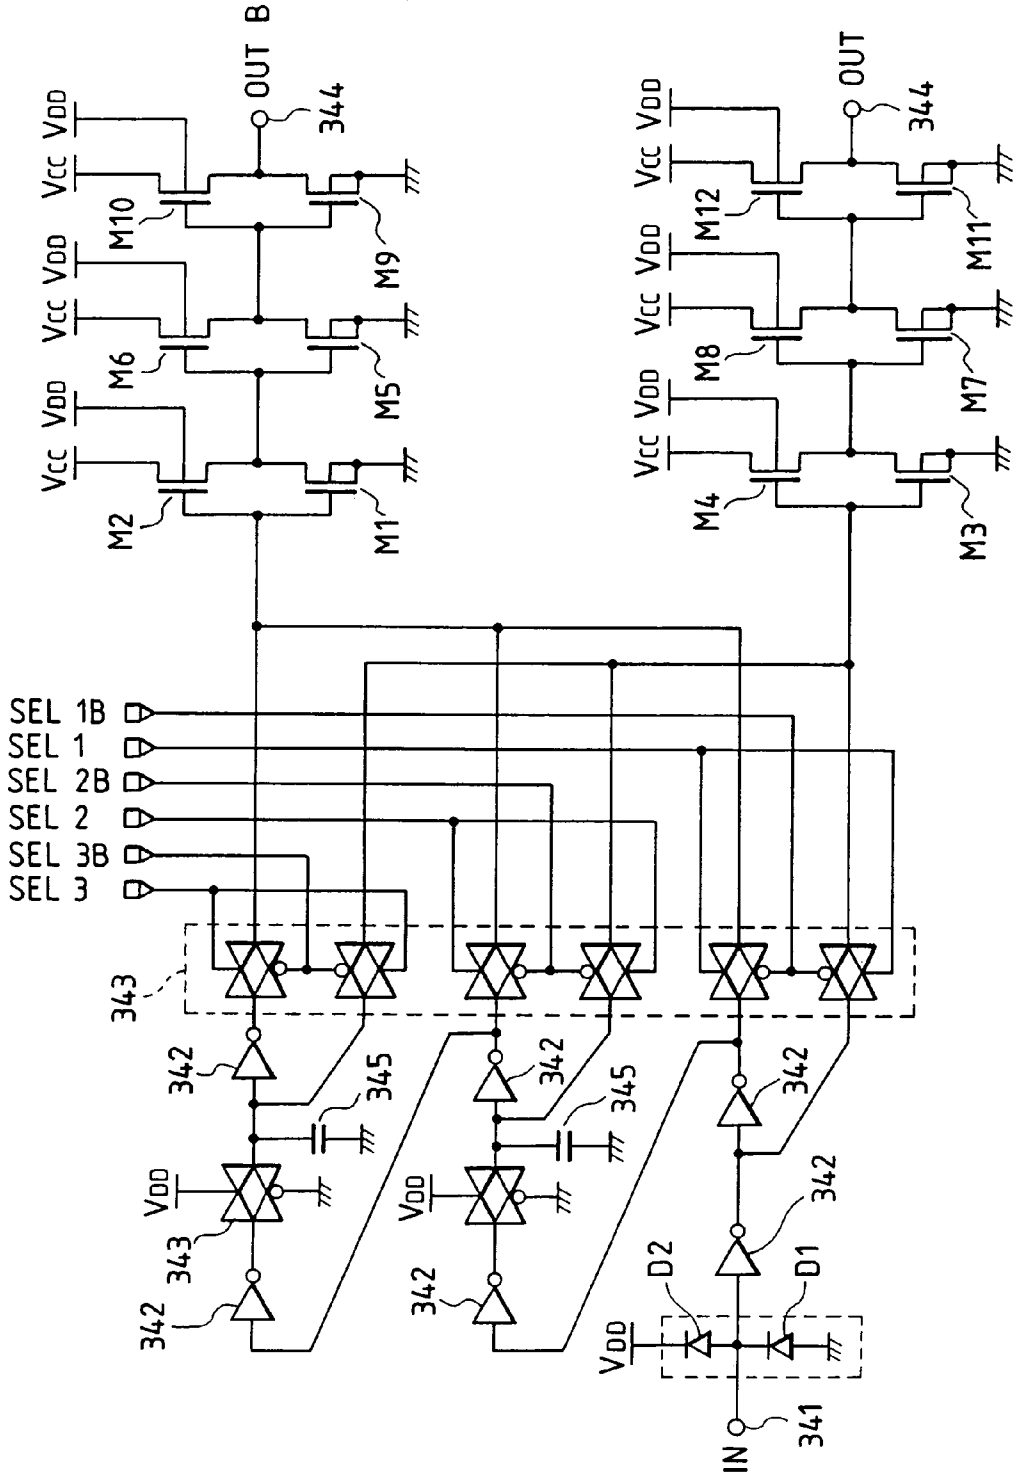 OUT B
344
VDD
VCC
M10
M9
VDD
VCC
M6
M5
VDD
VCC
M2
M1
OUT
344
VDD
VCC
M12
M11
VDD
VCC
M8
M7
VDD
VCC
M4
M3
SEL 1B
SEL 1
SEL 2B
SEL 2
SEL 3B
SEL 3
343
342
345
VDD
343
342
342
345
VDD
342
342
342
D2
D1
VDD
341
IN